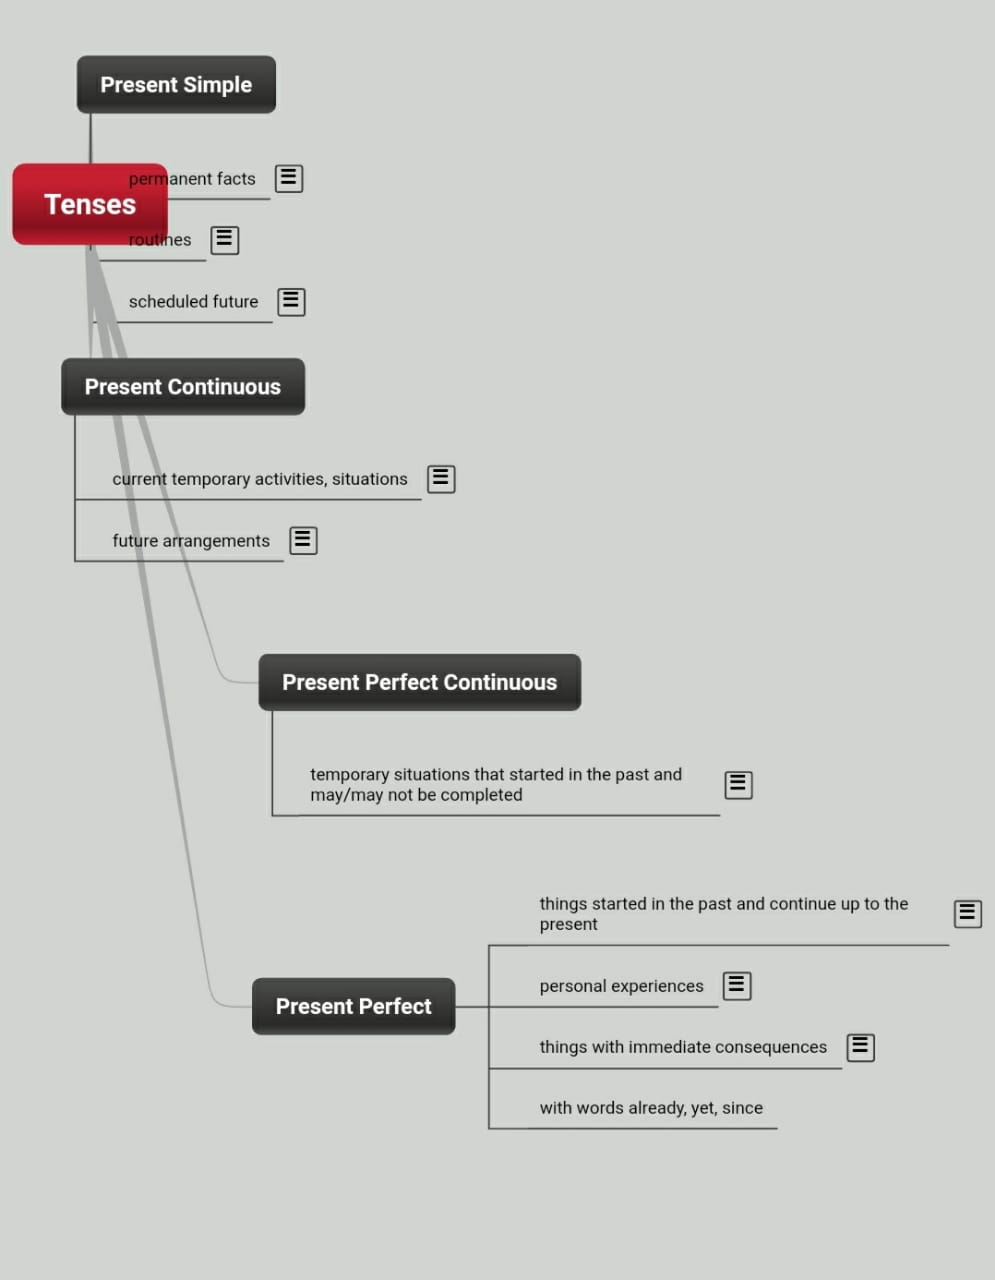 Present Simple
permanent facts
Tenses
routines
scheduled future
Present Continuous
current temporary activities, situations
future arrangements
Present Perfect Continuous
temporary situations that started in the past and
may/may not be completed
things started in the past and continue up to the
present
personal experiences
Present Perfect
things with immediate consequences
with words already, yet, since